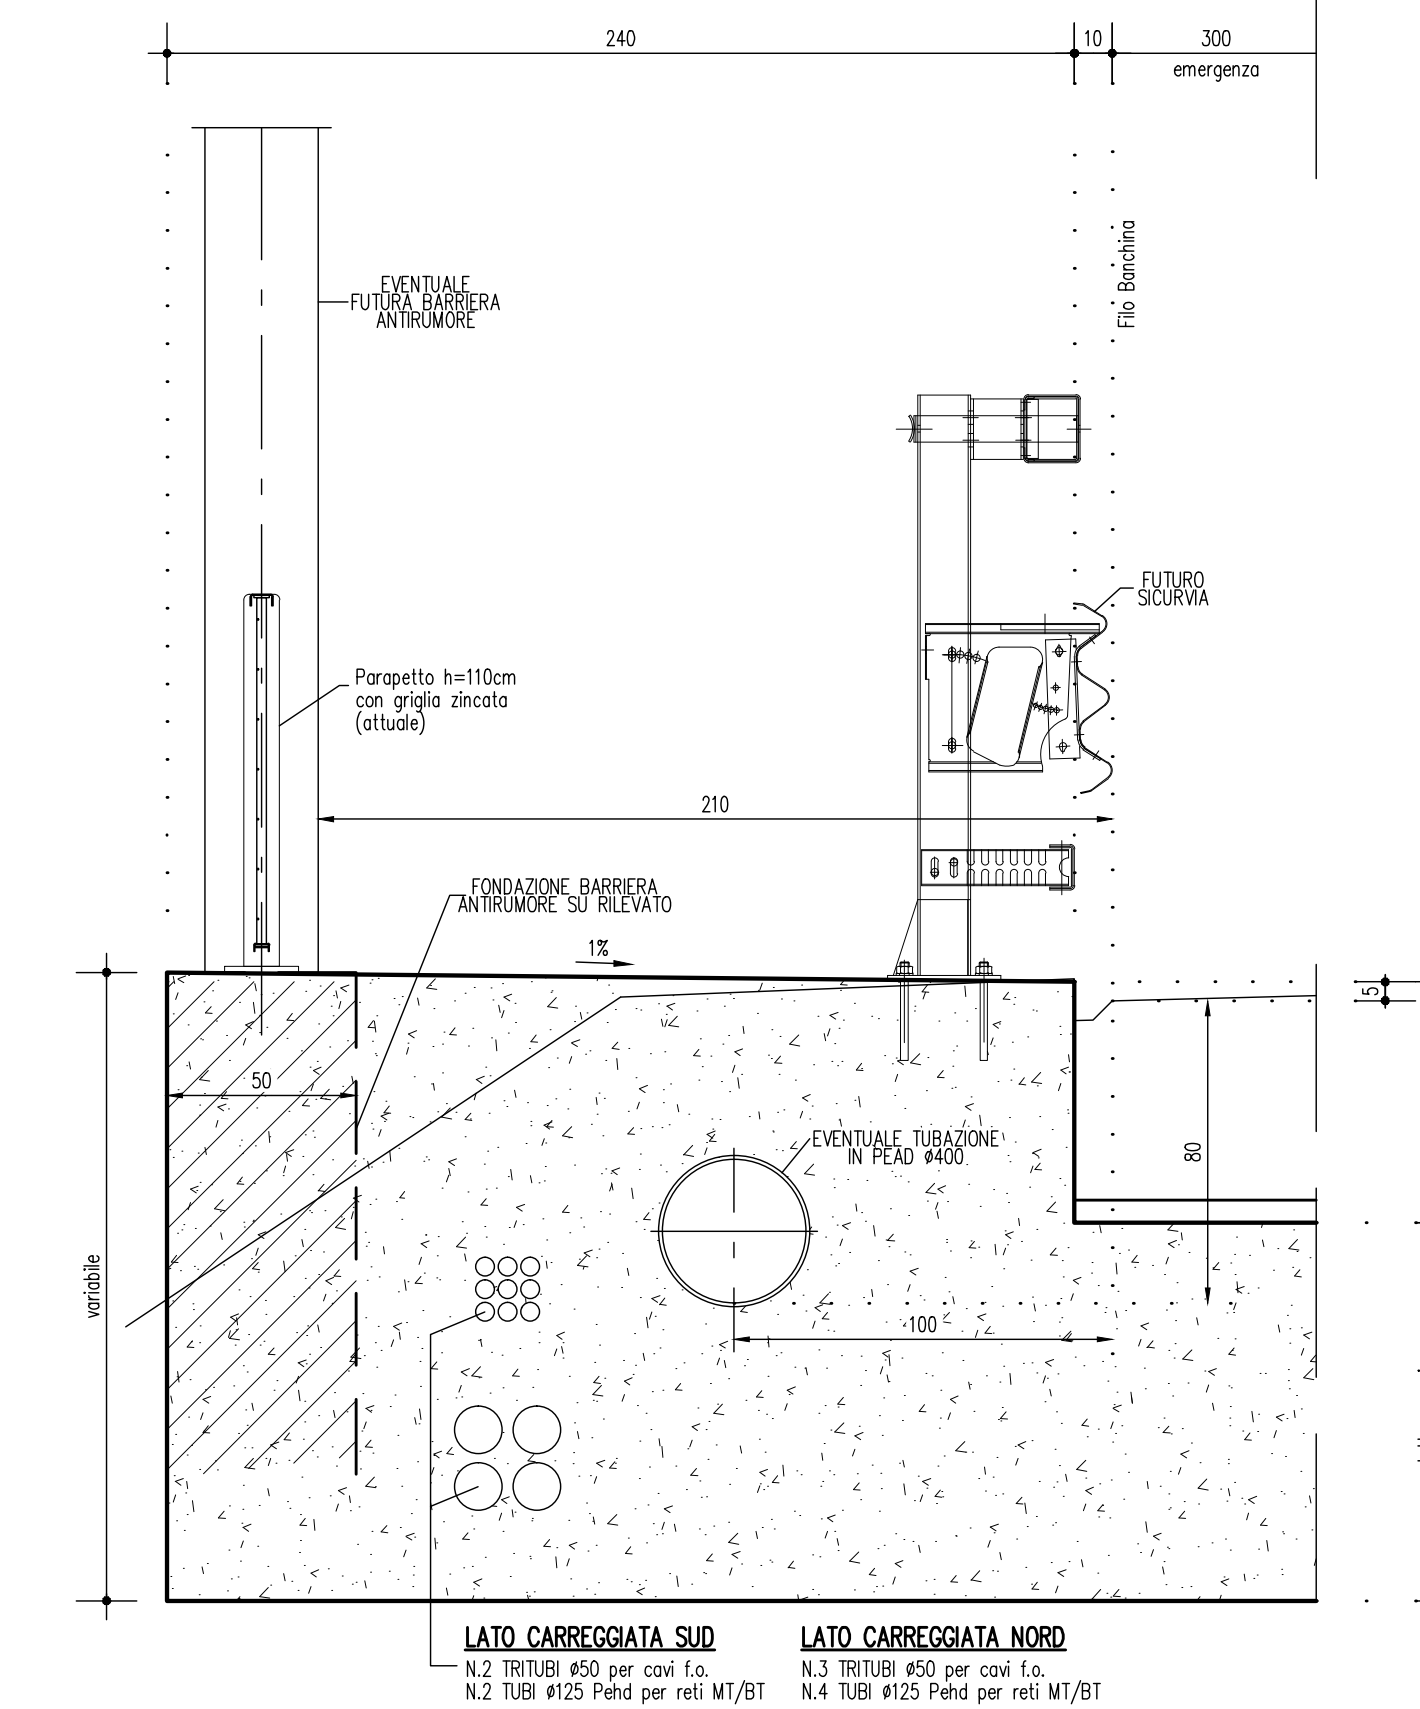 240
10
300
emergenza
Filo Banchina
EVENTUALE
FUTURA BARRIERA
ANTIRUMORE
FUTURO
SICURVIA
Parapetto h=110cm
con griglia zincata
(attuale)
210
FONDAZIONE BARRIERA
ANTIRUMORE SU RILEVATO
1%
5
50
EVENTUALE TUBAZIONE
IN PEAD Ø400
80
variabile
100
LATO CARREGGIATA SUD
N.2 TRITUBI Ø50 per cavi f.o.
N.2 TUBI Ø125 Pehd per reti MT/BT
LATO CARREGGIATA NORD
N.3 TRITUBI Ø50 per cavi f.o.
N.4 TUBI Ø125 Pehd per reti MT/BT